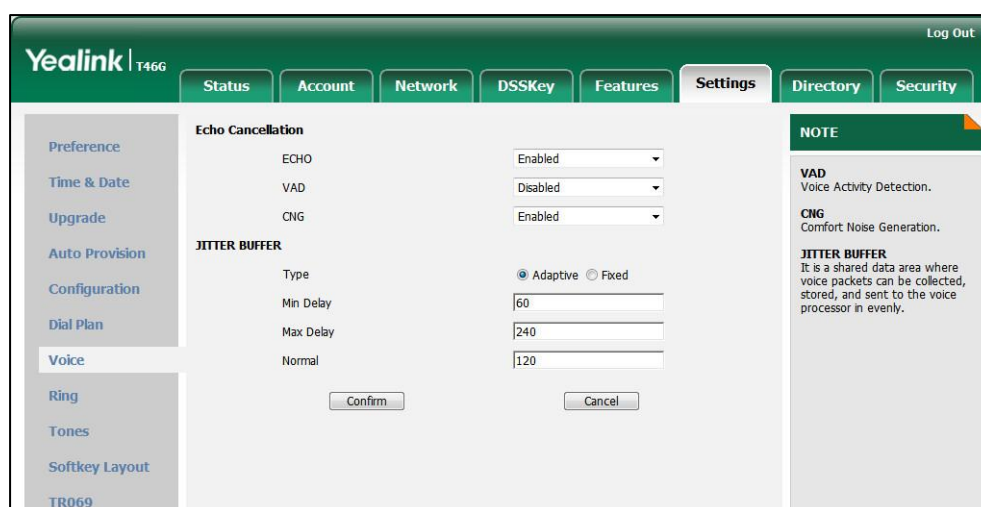 Log Out
Yealink | T46G
Status Account Network DSSKey Features Settings Directory Security
Preference
Time & Date
Upgrade
Auto Provision
Configuration
Dial Plan
Voice
Ring
Tones
Softkey Layout
TR069
Echo Cancellation
ECHO Enabled
VAD Disabled
CNG Enabled
JITTER BUFFER
Type Adaptive Fixed
Min Delay 60
Max Delay 240
Normal 120
Confirm Cancel
NOTE
VAD
Voice Activity Detection.
CNG
Comfort Noise Generation.
JITTER BUFFER
It is a shared data area where
voice packets can be collected,
stored, and sent to the voice
processor in evenly.